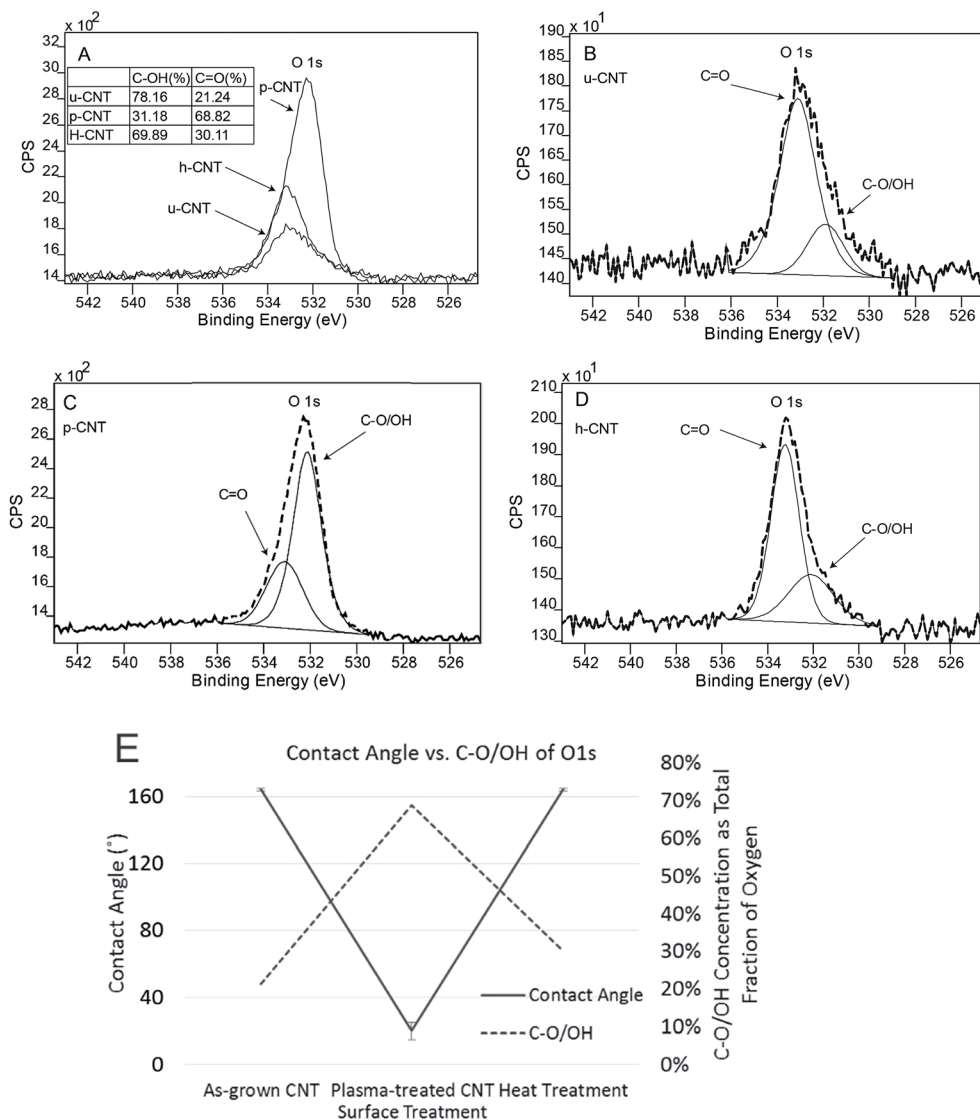 x 10²
A
O 1s
p-CNT
C-OH(%) C=O(%)
u-CNT 78.16 21.24
p-CNT 31.18 68.82
H-CNT 69.89 30.11
h-CNT
u-CNT
CPS
32
30
28
26
24
22
20
18
16
14
542 540 538 536 534 532 530 528 526
Binding Energy (eV)
x 10¹
B
O 1s
u-CNT
C=O
C-O/OH
CPS
190
185
180
175
170
165
160
155
150
145
140
542 540 538 536 534 532 530 528 526
Binding Energy (eV)
x 10²
C
O 1s
p-CNT
C-O/OH
C=O
CPS
28
26
24
22
20
18
16
14
542 540 538 536 534 532 530 528 526
Binding Energy (eV)
x 10¹
D
O 1s
h-CNT
C=O
C-O/OH
CPS
210
200
190
180
170
160
150
140
130
542 540 538 536 534 532 530 528 526
Binding Energy (eV)
E
Contact Angle vs. C-O/OH of O1s
Contact Angle (°)
160
120
80
40
0
80%
70%
60%
50%
40%
30%
20%
10%
0%
C-O/OH Concentration as Total
Fraction of Oxygen
Contact Angle
C-O/OH
As-grown CNT Plasma-treated CNT Heat Treatment
Surface Treatment